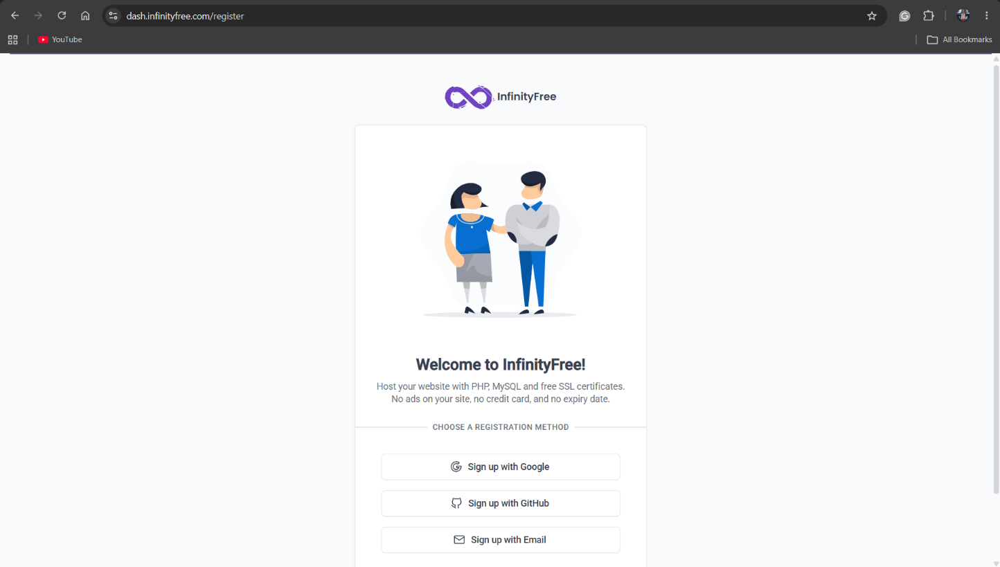 dash.infinityfree.com/register
YouTube
All Bookmarks
InfinityFree
Welcome to InfinityFree!
Host your website with PHP, MySQL and free SSL certificates.
No ads on your site, no credit card, and no expiry date.
CHOOSE A REGISTRATION METHOD
Sign up with Google
Sign up with GitHub
Sign up with Email